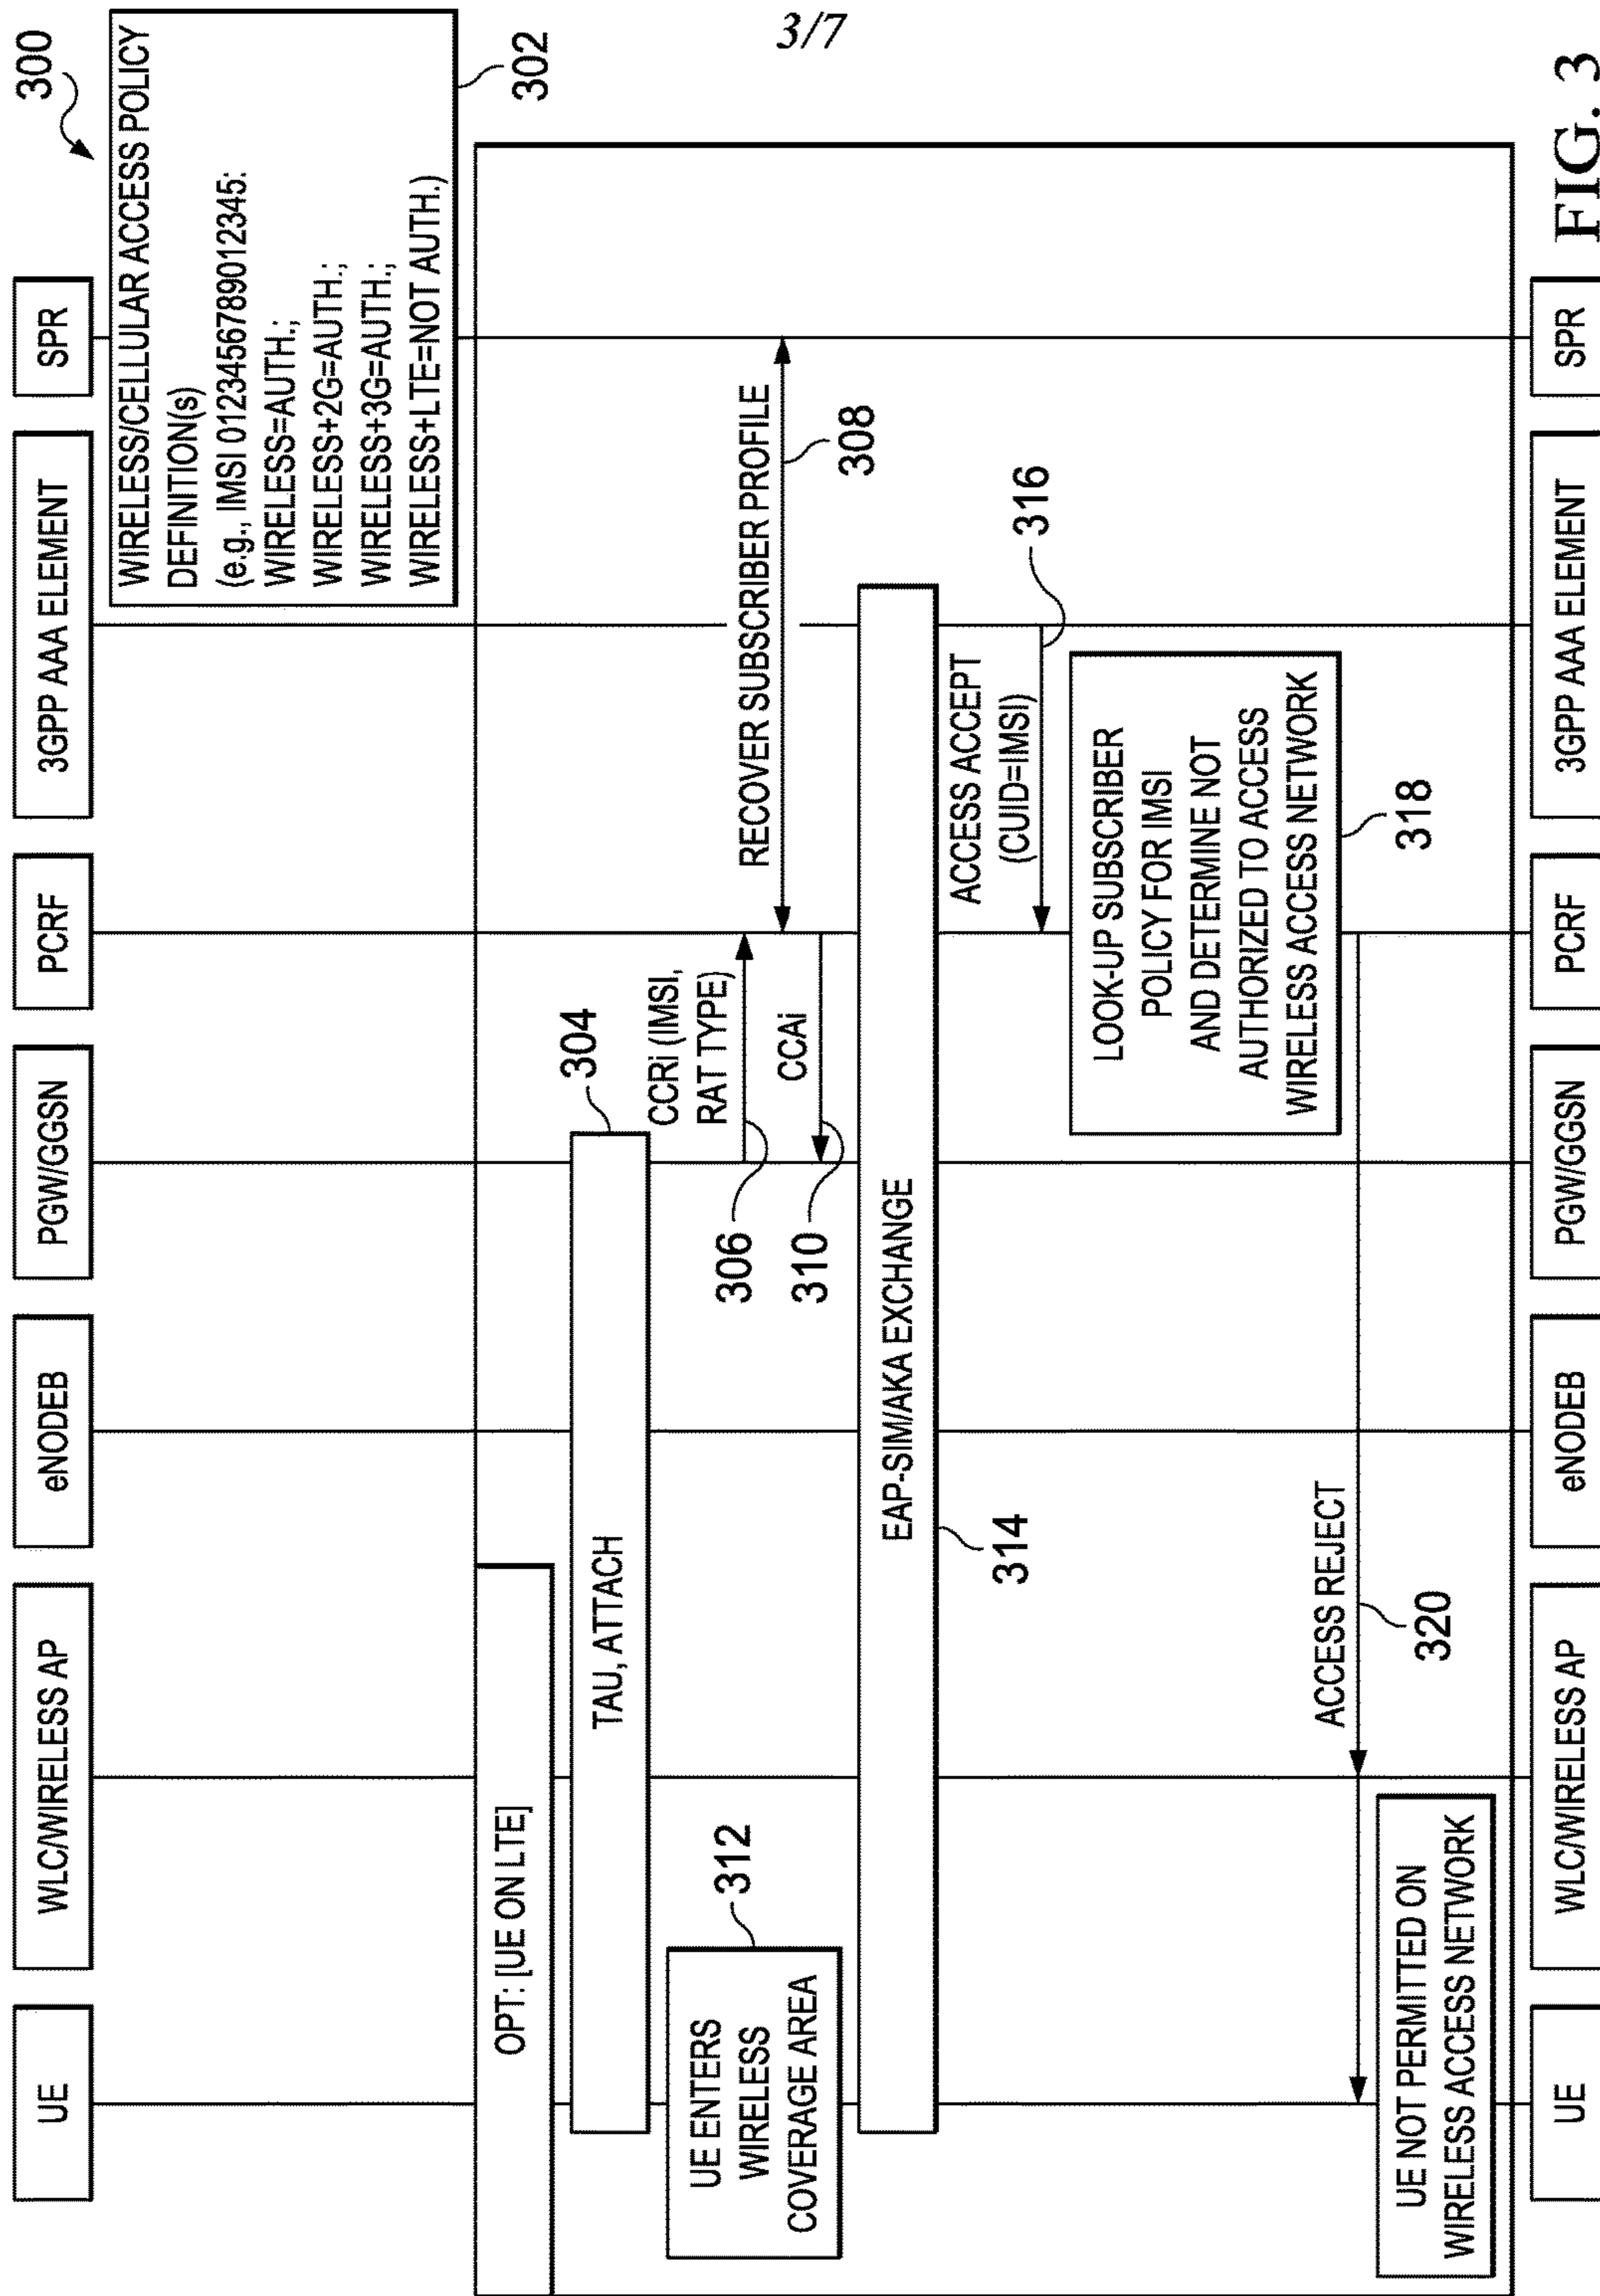 3/7
300
UE
WLC/WIRELESS AP
eNODEB
PGW/GGSN
PCRF
3GPP AAA ELEMENT
SPR
WIRELESS/CELLULAR ACCESS POLICY
DEFINITION(s)
(e.g., IMSI 0123456789012345:
WIRELESS=AUTH.;
WIRELESS+2G=AUTH.;
WIRELESS+3G=AUTH.;
WIRELESS+LTE=NOT AUTH.)
302
OPT: [UE ON LTE]
TAU, ATTACH
304
CCRi (IMSI,
RAT TYPE)
306
RECOVER SUBSCRIBER PROFILE
308
CCAi
310
UE ENTERS
WIRELESS
COVERAGE AREA
312
EAP-SIM/AKA EXCHANGE
314
ACCESS ACCEPT
(CUID=IMSI)
316
LOOK-UP SUBSCRIBER
POLICY FOR IMSI
AND DETERMINE NOT
AUTHORIZED TO ACCESS
WIRELESS ACCESS NETWORK
318
ACCESS REJECT
320
UE NOT PERMITTED ON
WIRELESS ACCESS NETWORK
UE
WLC/WIRELESS AP
eNODEB
PGW/GGSN
PCRF
3GPP AAA ELEMENT
SPR
FIG. 3